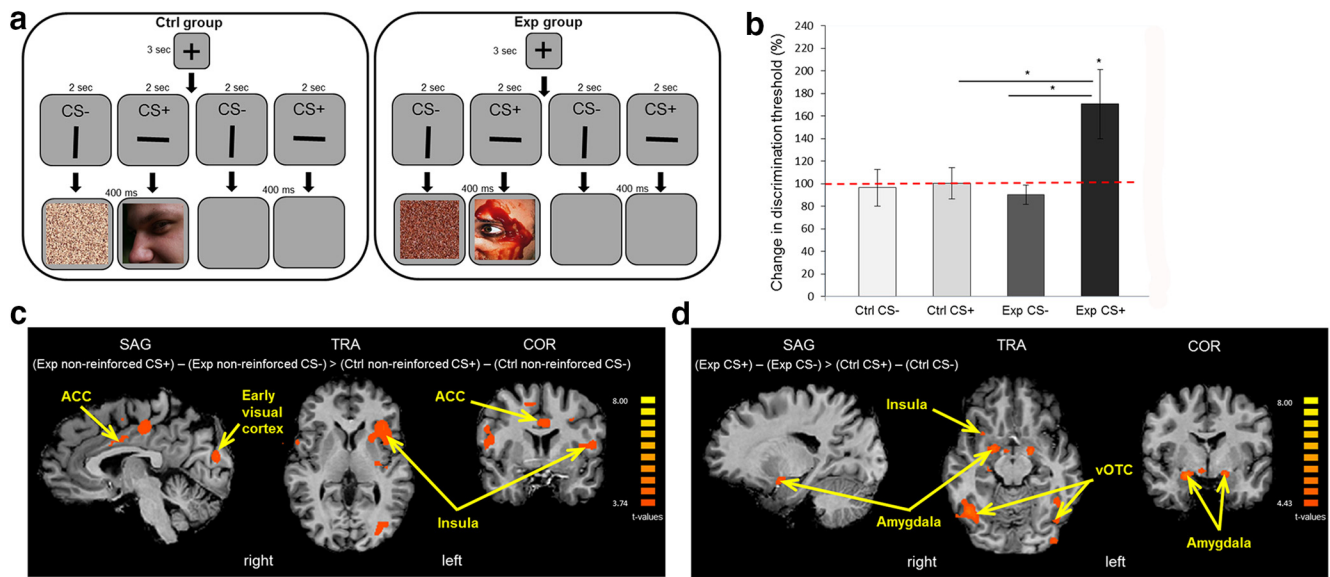 a
Ctrl group
3 sec
2 sec 2 sec 2 sec 2 sec
CS- CS+ CS- CS+
400 ms 400 ms
Exp group
3 sec
2 sec 2 sec 2 sec 2 sec
CS- CS+ CS- CS+
400 ms 400 ms
b
Change in discrimination threshold (%)
240
220
200
180
160
140
120
100
80
60
40
20
0
* * *
Ctrl CS- Ctrl CS+ Exp CS- Exp CS+
c
SAG TRA COR
(Exp non-reinforced CS+) – (Exp non-reinforced CS-) > (Ctrl non-reinforced CS+) – (Ctrl non-reinforced CS-)
ACC
Early
visual
cortex
ACC
Insula
8.00
3.74
t-values
right left
d
SAG TRA COR
(Exp CS+) – (Exp CS-) > (Ctrl CS+) – (Ctrl CS-)
Insula
vOTC
Amygdala
Amygdala
8.00
4.43
t-values
right left